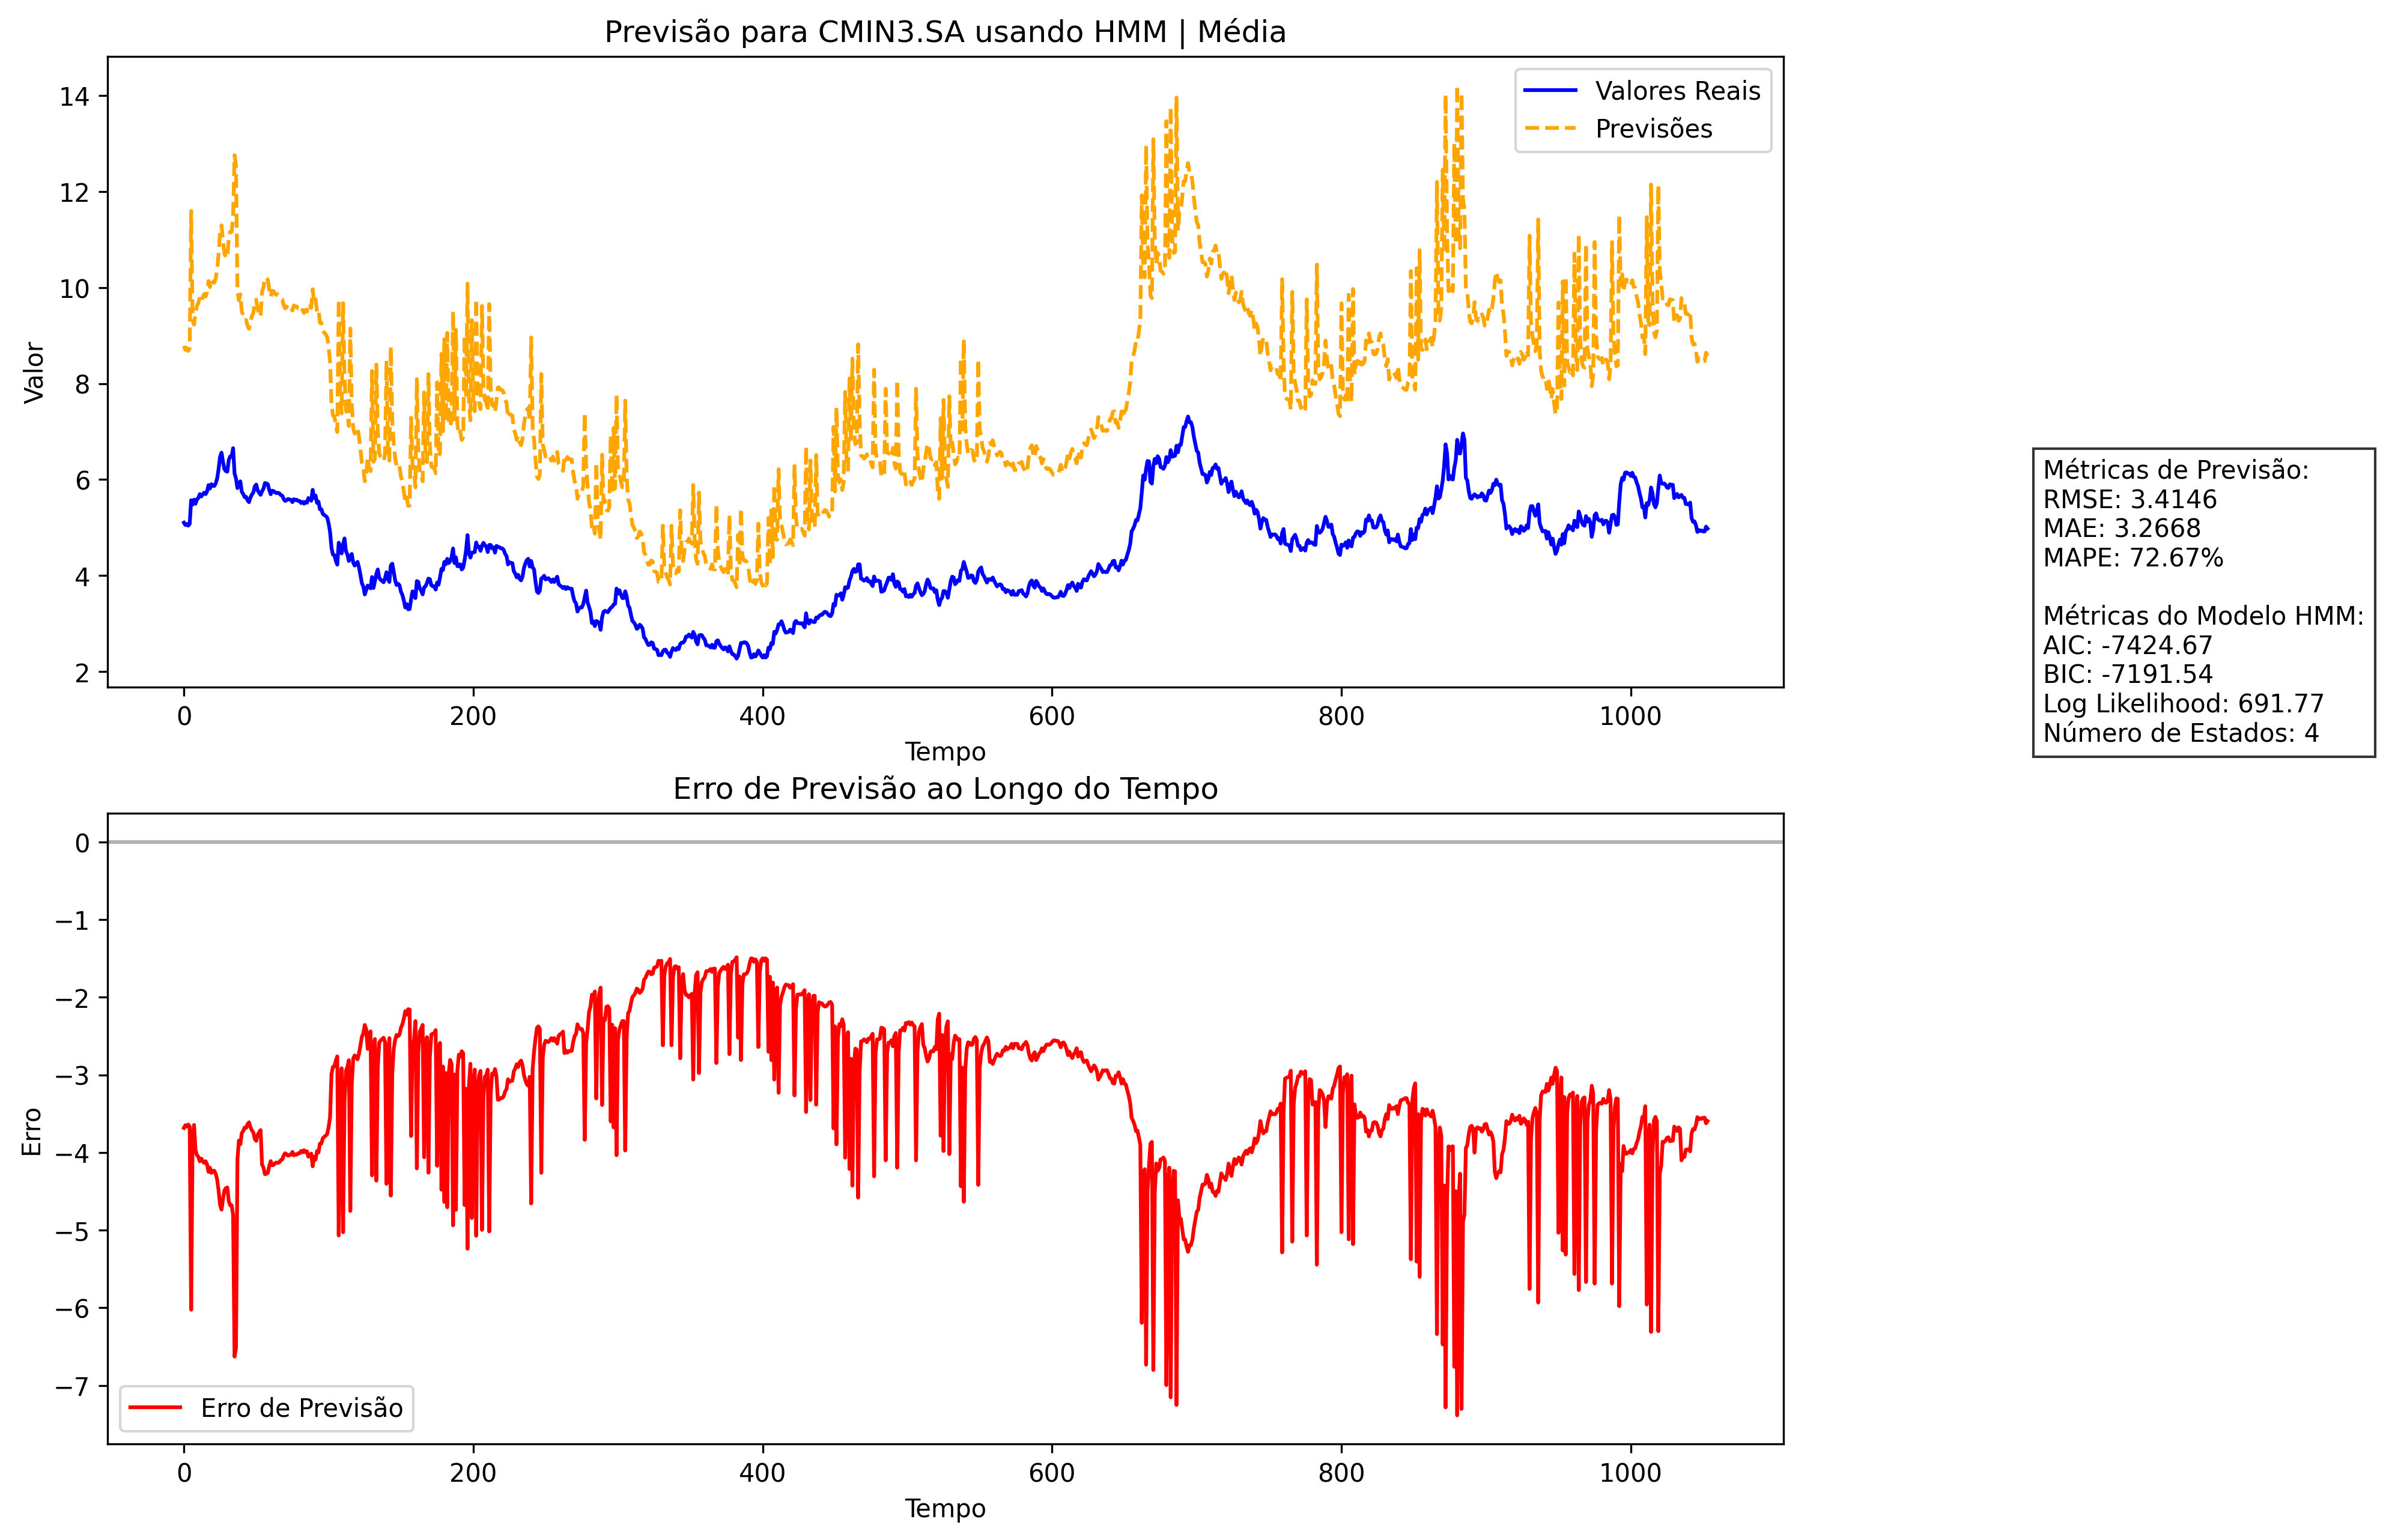 Previsão para CMIN3.SA usando HMM | Média
Valores Reais
Previsões
14
12
10
8
6
4
2
Valor
0
200
400
600
800
1000
Tempo
Métricas de Previsão:
RMSE: 3.4146
MAE: 3.2668
MAPE: 72.67%
Métricas do Modelo HMM:
AIC: -7424.67
BIC: -7191.54
Log Likelihood: 691.77
Número de Estados: 4
Erro de Previsão ao Longo do Tempo
0
−1
−2
−3
−4
−5
−6
−7
Erro
Erro de Previsão
0
200
400
600
800
1000
Tempo